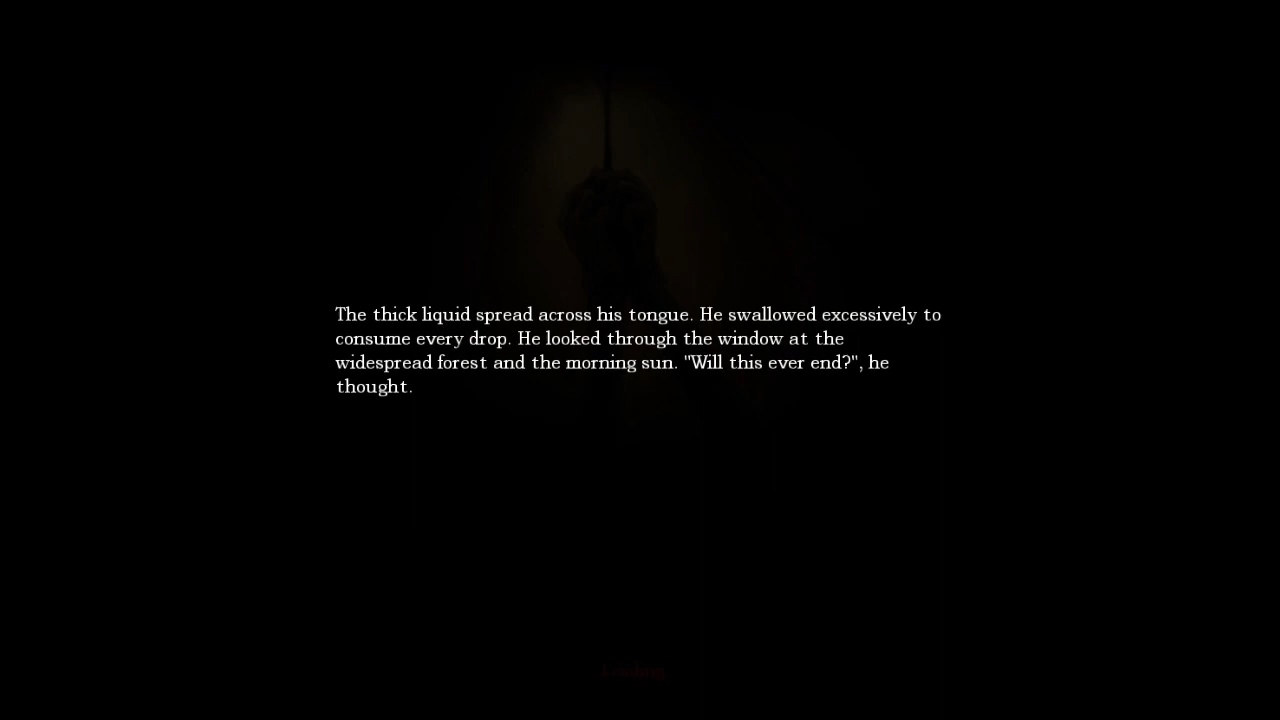 The thick liquid spread across his tongue. He swallowed excessively to
consume every drop. He looked through the window at the
widespread forest and the morning sun. "Will this ever end?", he
thought.